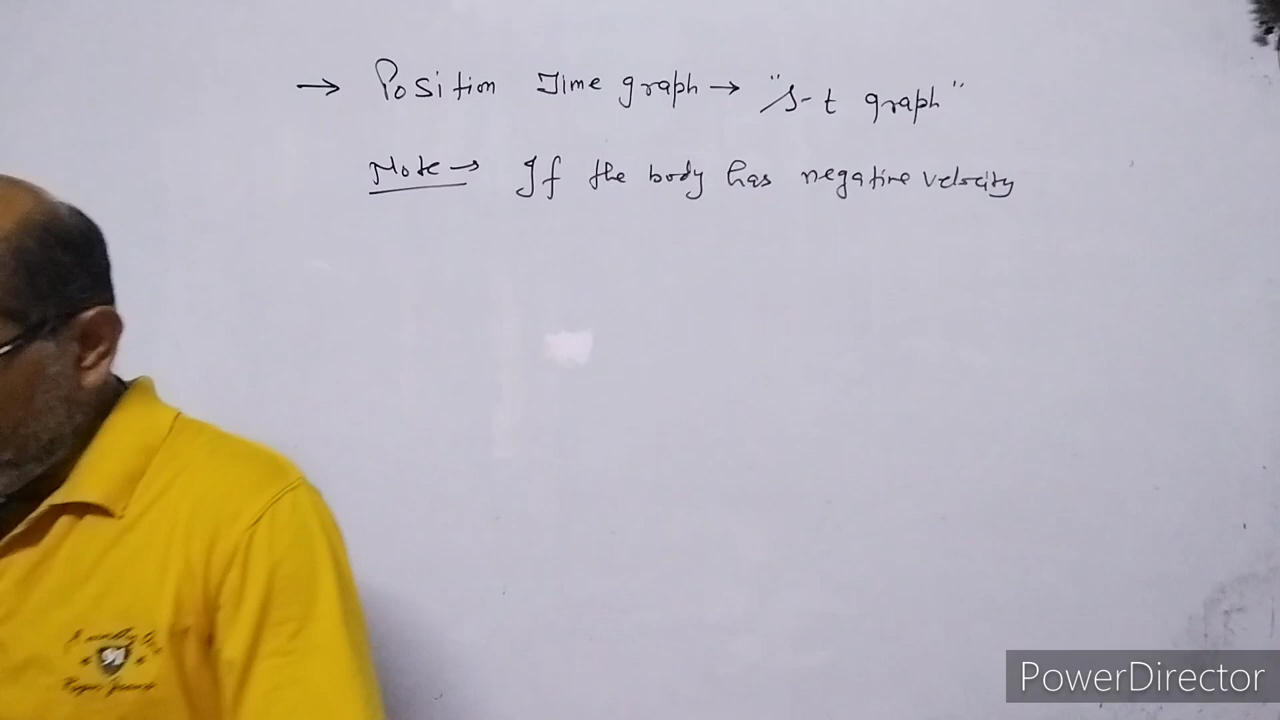 → Position Time graph → "s-t graph"
Note → If the body has negative velocity
PowerDirector